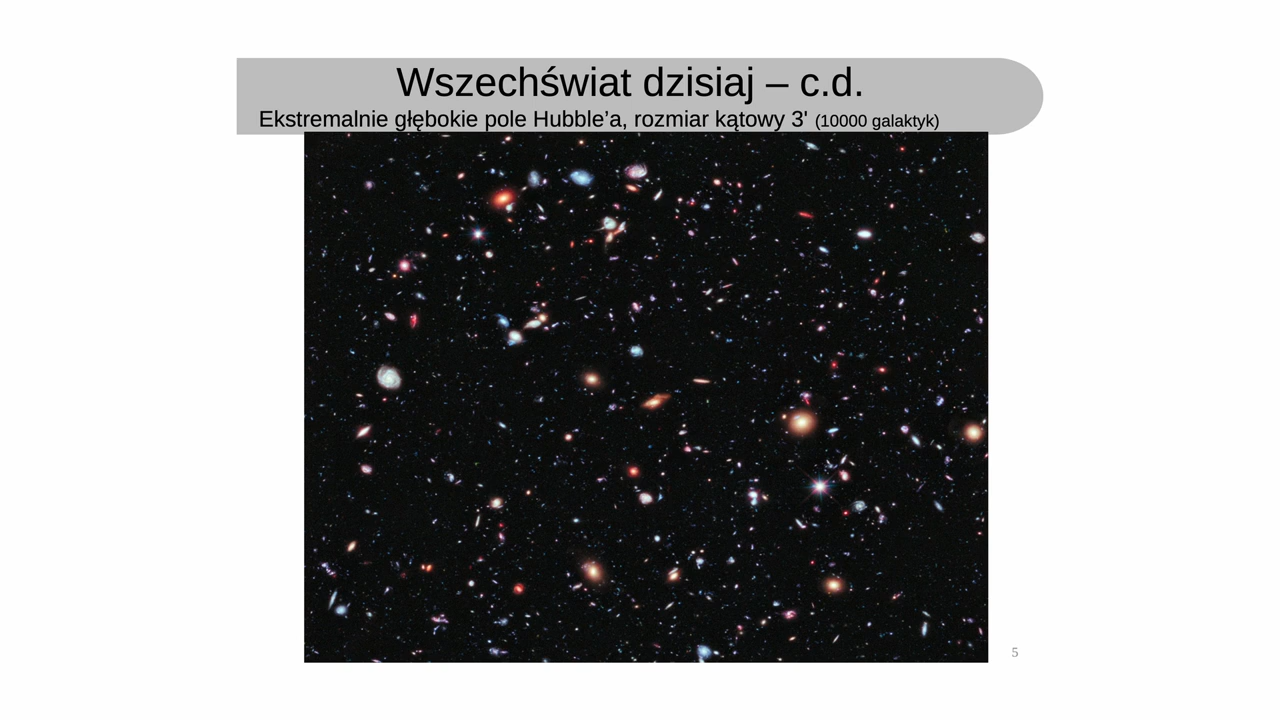 Wszechświat dzisiaj – c.d.
Ekstremalnie głębokie pole Hubble’a, rozmiar kątowy 3' (10000 galaktyk)
5